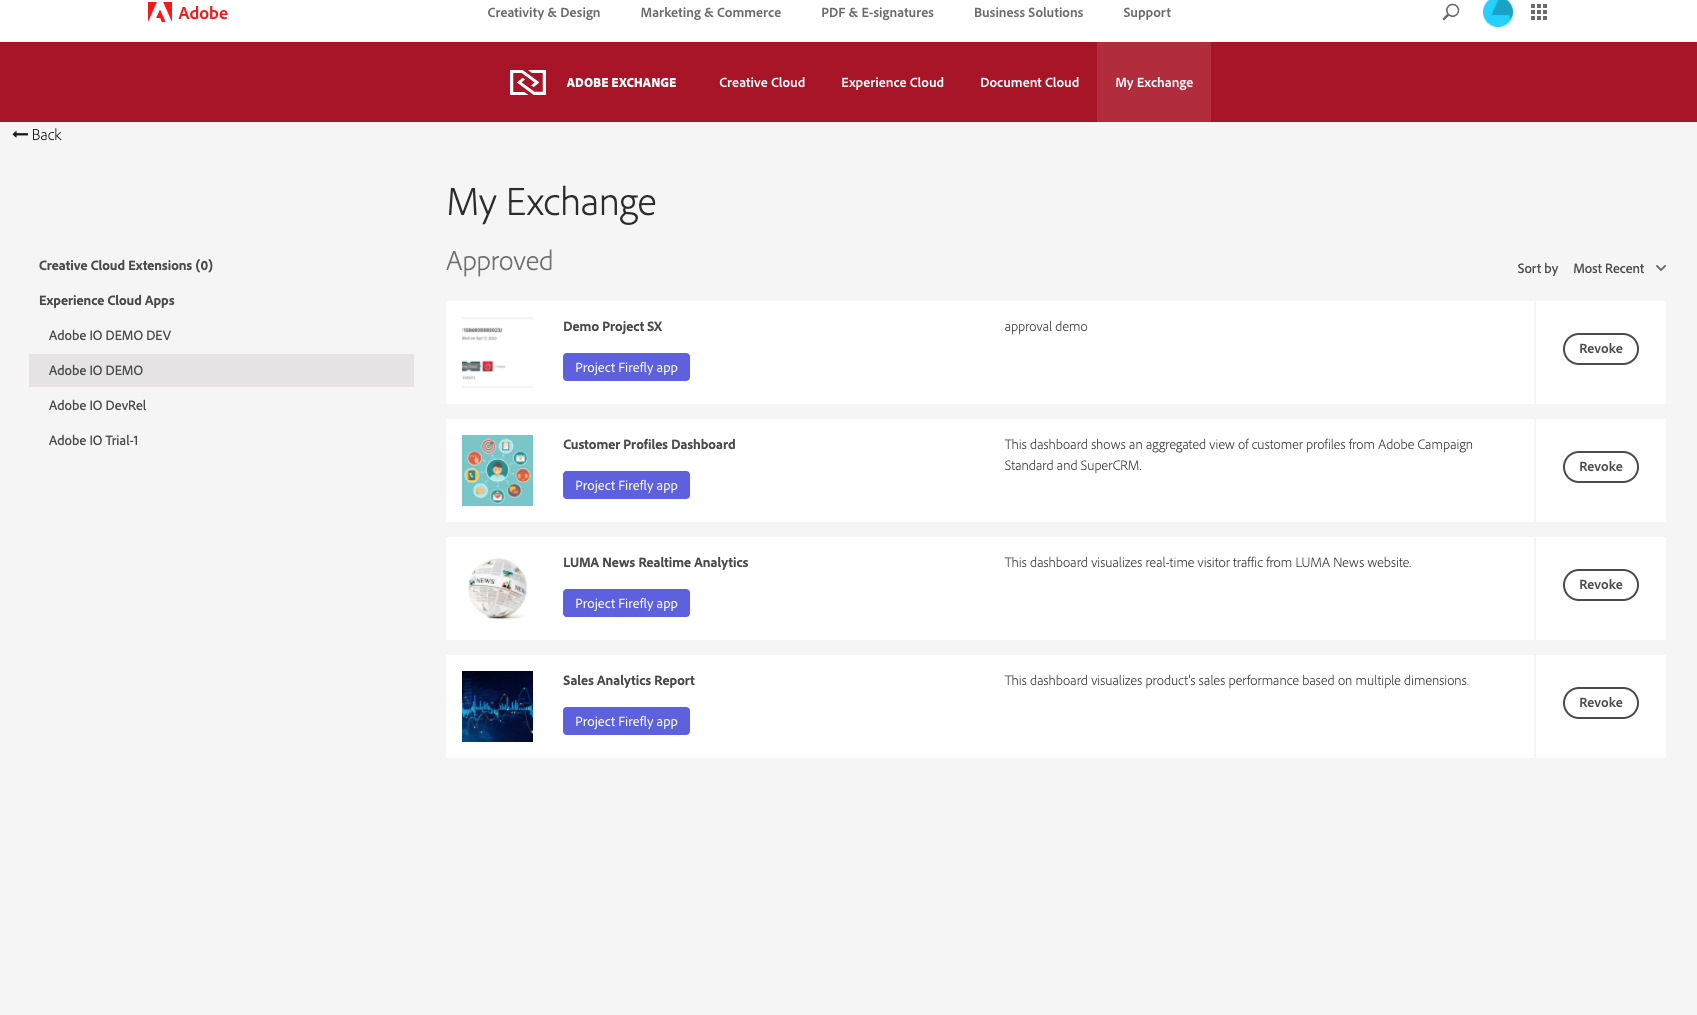 Adobe
Creativity & Design
Marketing & Commerce
PDF & E-signatures
Business Solutions
Support
ADOBE EXCHANGE
Creative Cloud
Experience Cloud
Document Cloud
My Exchange
Back
My Exchange
Creative Cloud Extensions (0)
Experience Cloud Apps
Adobe IO DEMO DEV
Adobe IO DEMO
Adobe IO DevRel
Adobe IO Trial-1
Approved
Sort by Most Recent
Demo Project SX
Project Firefly app
approval demo
Revoke
Customer Profiles Dashboard
Project Firefly app
This dashboard shows an aggregated view of customer profiles from Adobe Campaign
Standard and SuperCRM.
Revoke
NEWS
LUMA News Realtime Analytics
Project Firefly app
This dashboard visualizes real-time visitor traffic from LUMA News website.
Revoke
Sales Analytics Report
Project Firefly app
This dashboard visualizes product's sales performance based on multiple dimensions.
Revoke